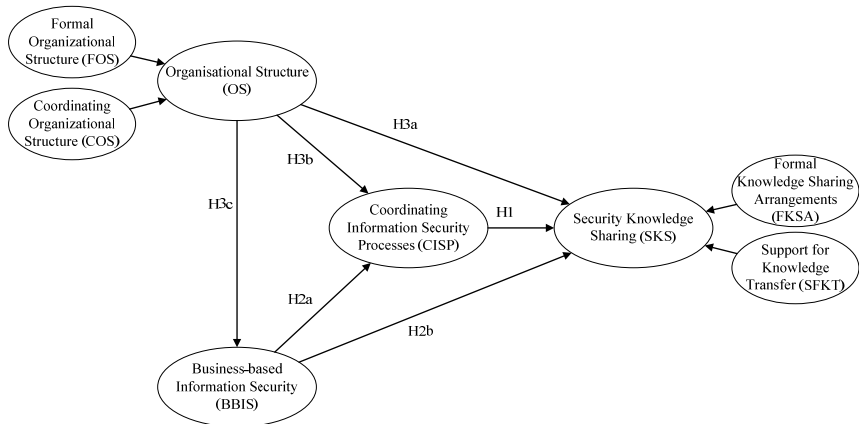 Formal
Organizational
Structure (FOS)
Organisational Structure
(OS)
Coordinating
Organizational
Structure (COS)
H3a
H3b
H3c
Coordinating
Information Security
Processes (CISP)
H1
Security Knowledge
Sharing (SKS)
Formal
Knowledge Sharing
Arrangements
(FKSA)
Support for
Knowledge
Transfer (SFKT)
H2a
H2b
Business-based
Information Security
(BBIS)